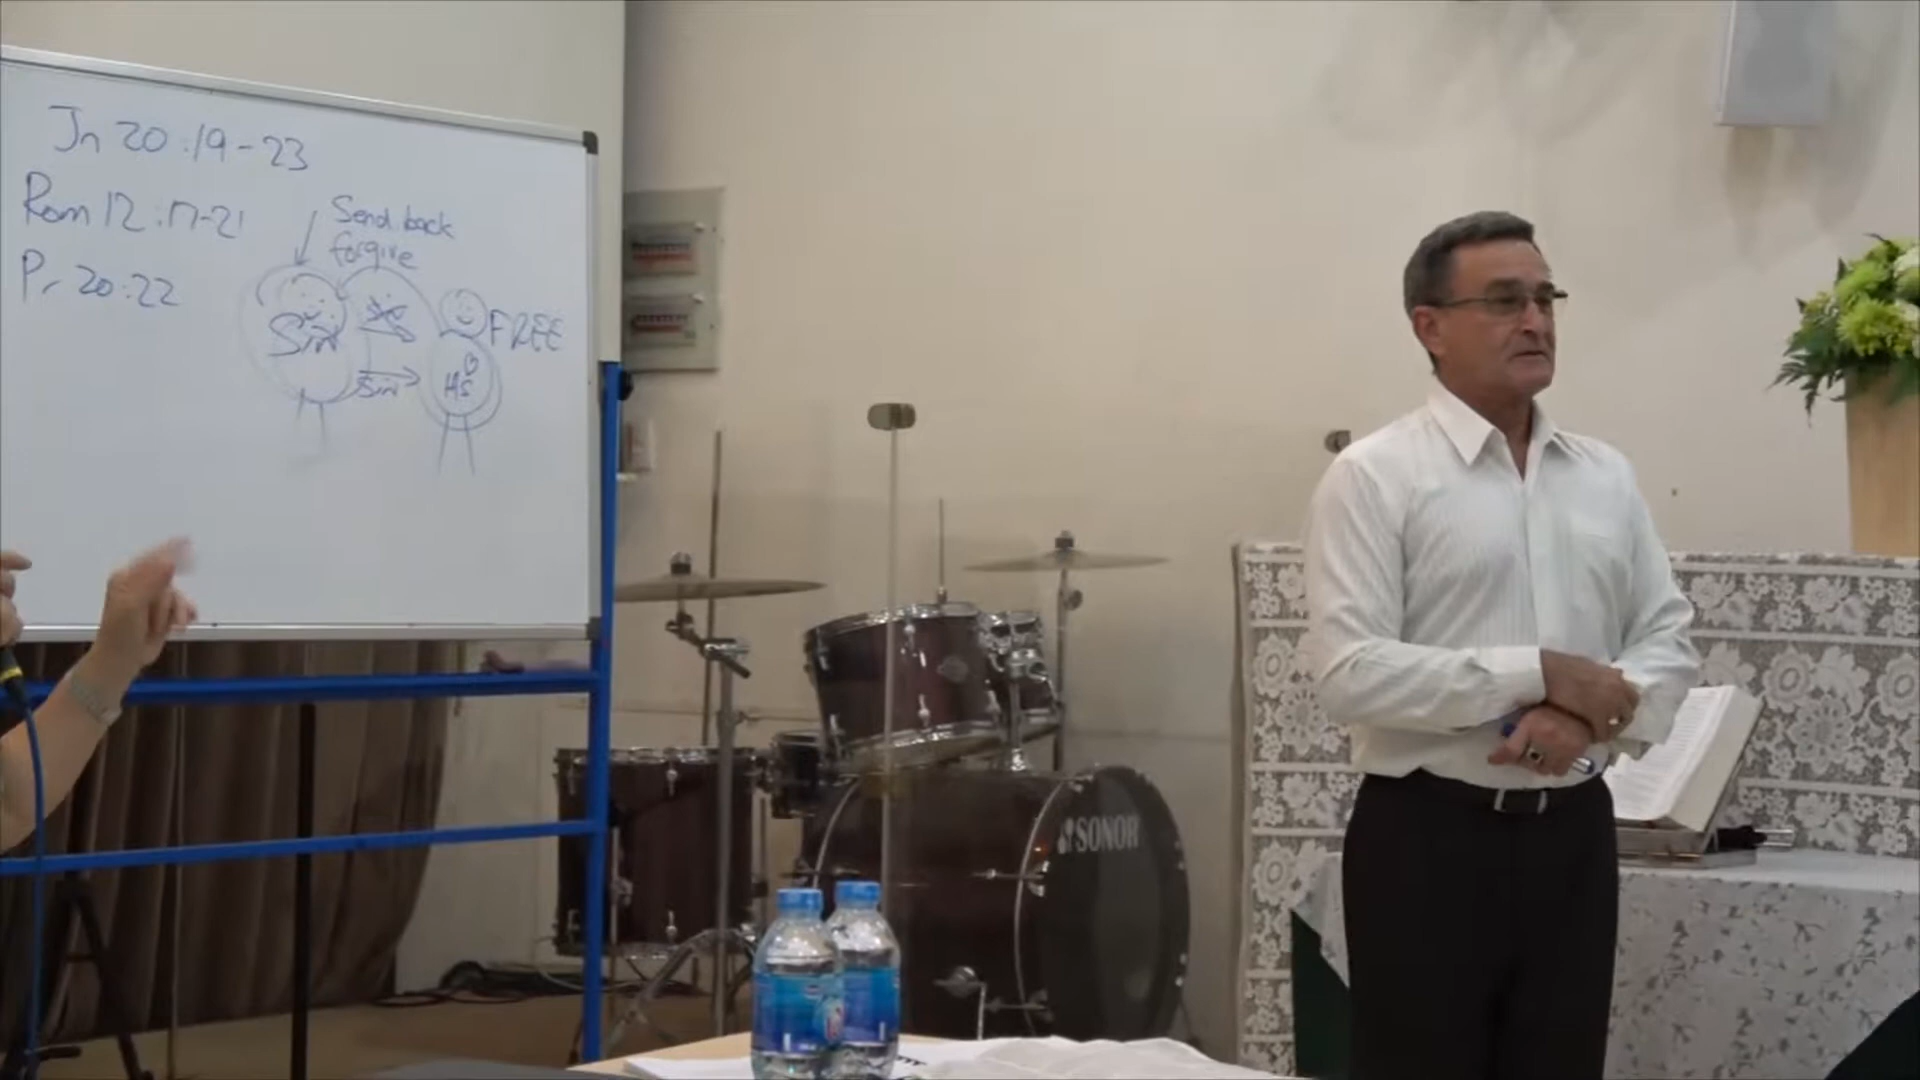 Jn 20:19-23
Rom 12:17-21
Pr 20:22
Send back
forgive
Sin
Sin
FREE
Hs
SONOR